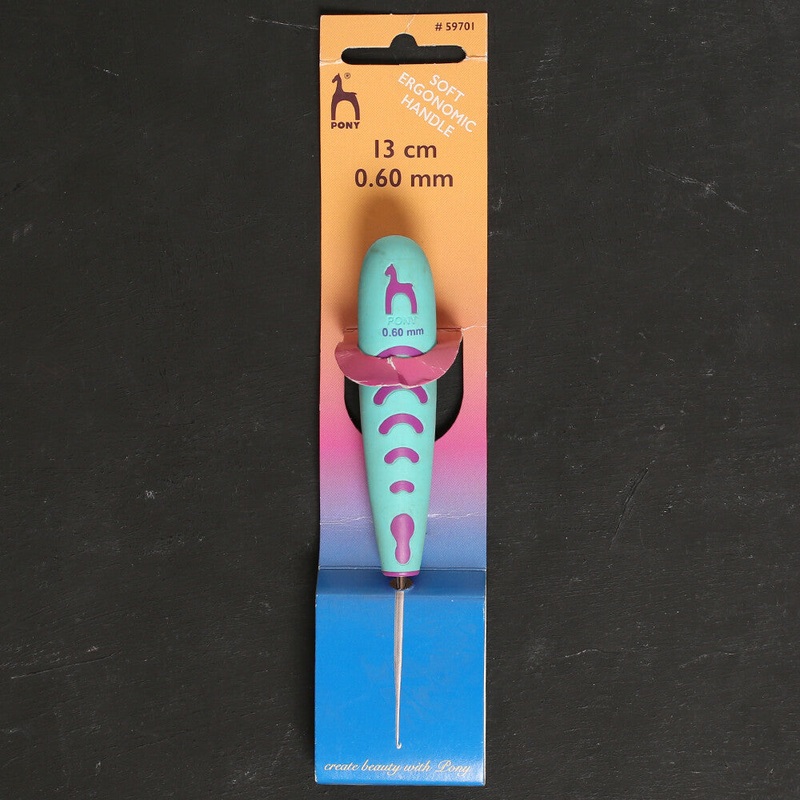 # 59701
PONY®
SOFT
ERGONOMIC
HANDLE
13 cm
0.60 mm
PONY
0.60 mm
create beauty with Pony